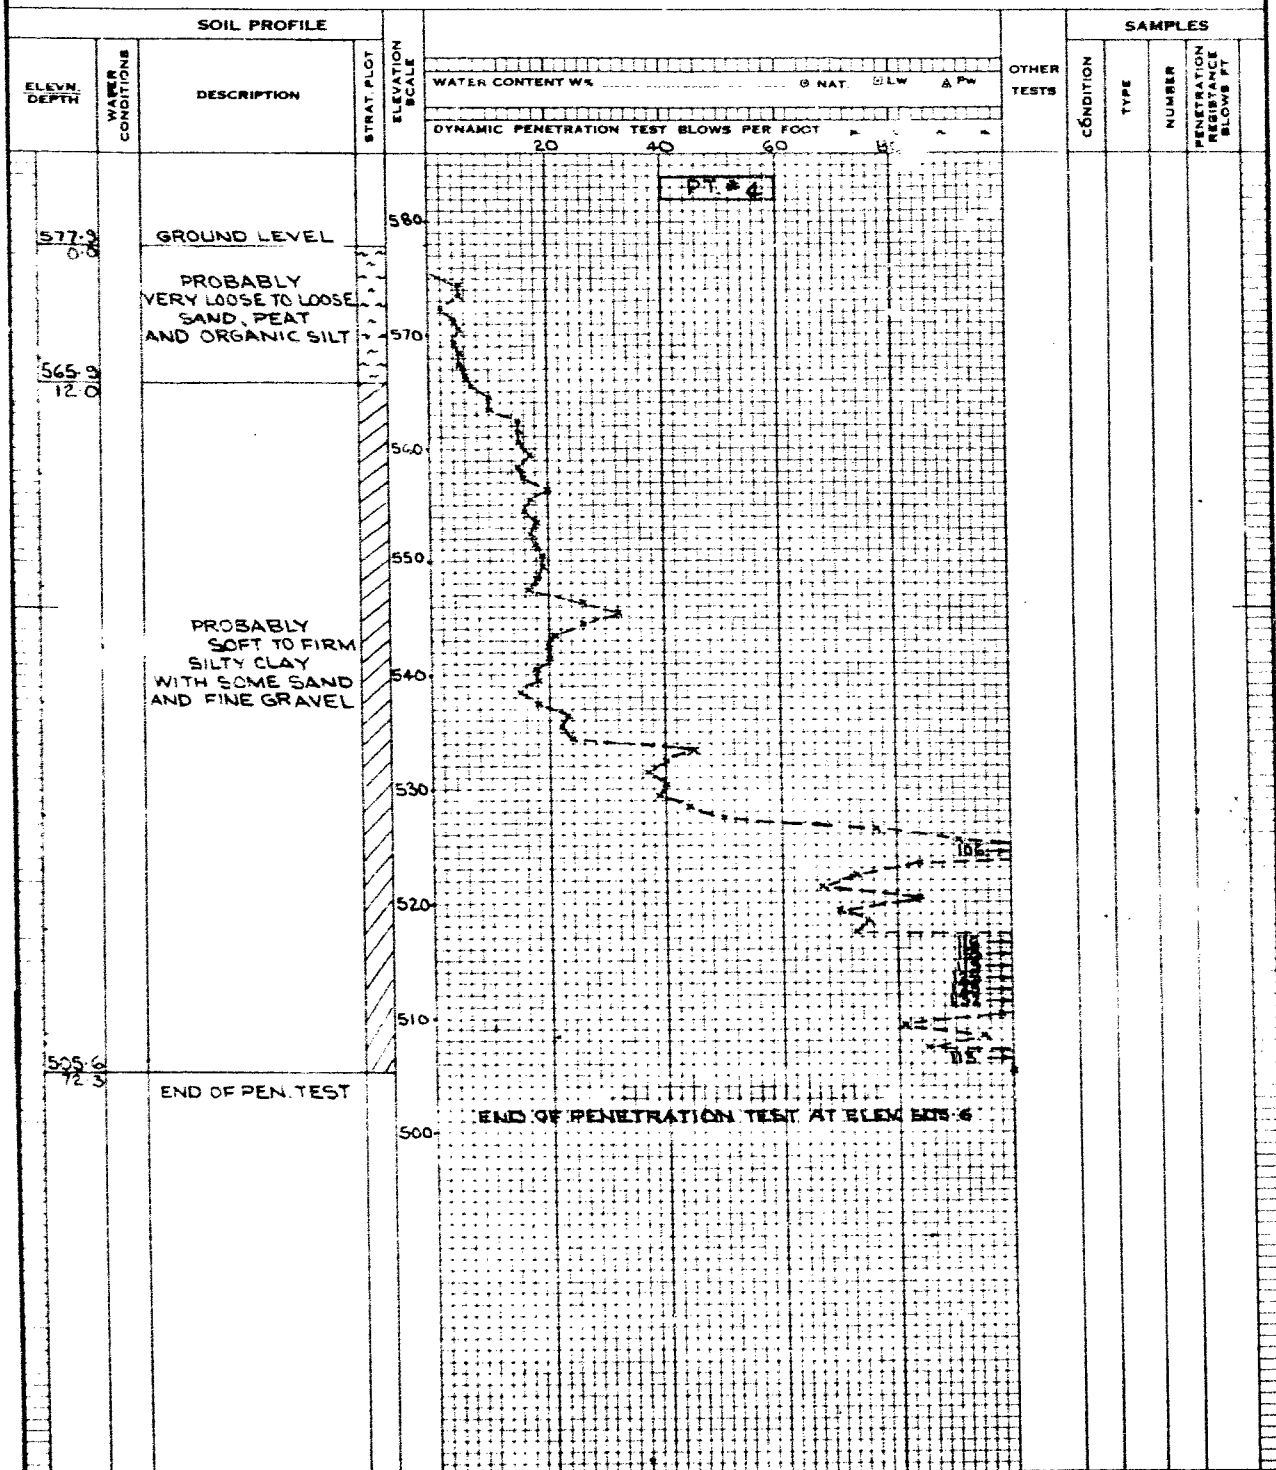 SOIL PROFILE
SAMPLES
ELEVN.
DEPTH
WATER
CONDITIONS
DESCRIPTION
STRAT. PLOT
ELEVATION
SCALE
WATER CONTENT W% NAT. LW PW
DYNAMIC PENETRATION TEST BLOWS PER FOOT
20 40 60
OTHER
TESTS
CONDITION
TYPE
NUMBER
PENETRATION
RESISTANCE
BLOWS FT
PT. # 4
580
577.9
0.0
GROUND LEVEL
PROBABLY
VERY LOOSE TO LOOSE
SAND, PEAT
AND ORGANIC SILT
570
565.9
12.0
560
550
PROBABLY
SOFT TO FIRM
SILTY CLAY
WITH SOME SAND
AND FINE GRAVEL
540
530
106
520
510
115
505.6
72.3
END OF PEN. TEST
END OF PENETRATION TEST AT ELEV. 505.6
500